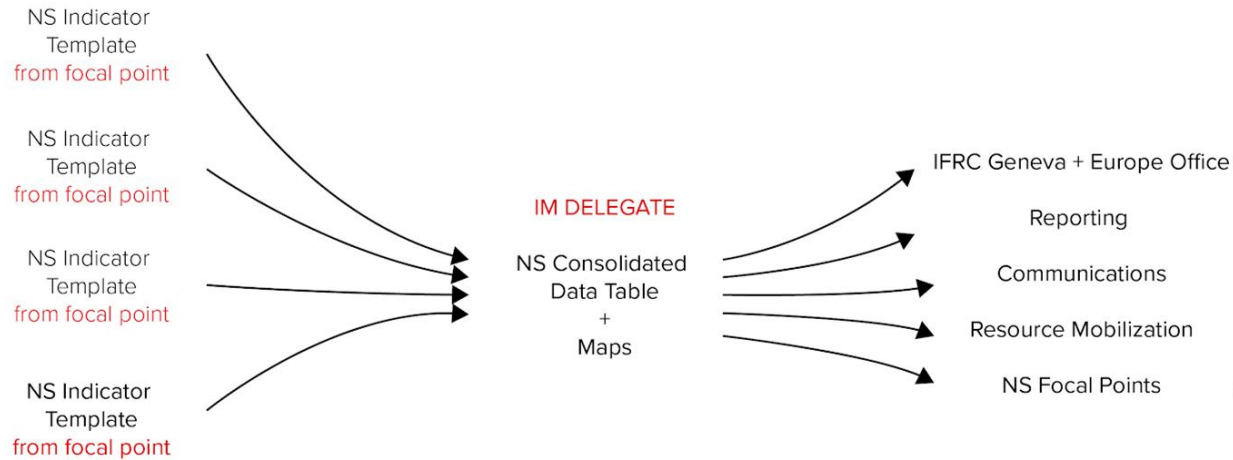 NS Indicator
Template
from focal point
NS Indicator
Template
from focal point
NS Indicator
Template
from focal point
NS Indicator
Template
from focal point
IM DELEGATE
NS Consolidated
Data Table
+
Maps
IFRC Geneva + Europe Office
Reporting
Communications
Resource Mobilization
NS Focal Points